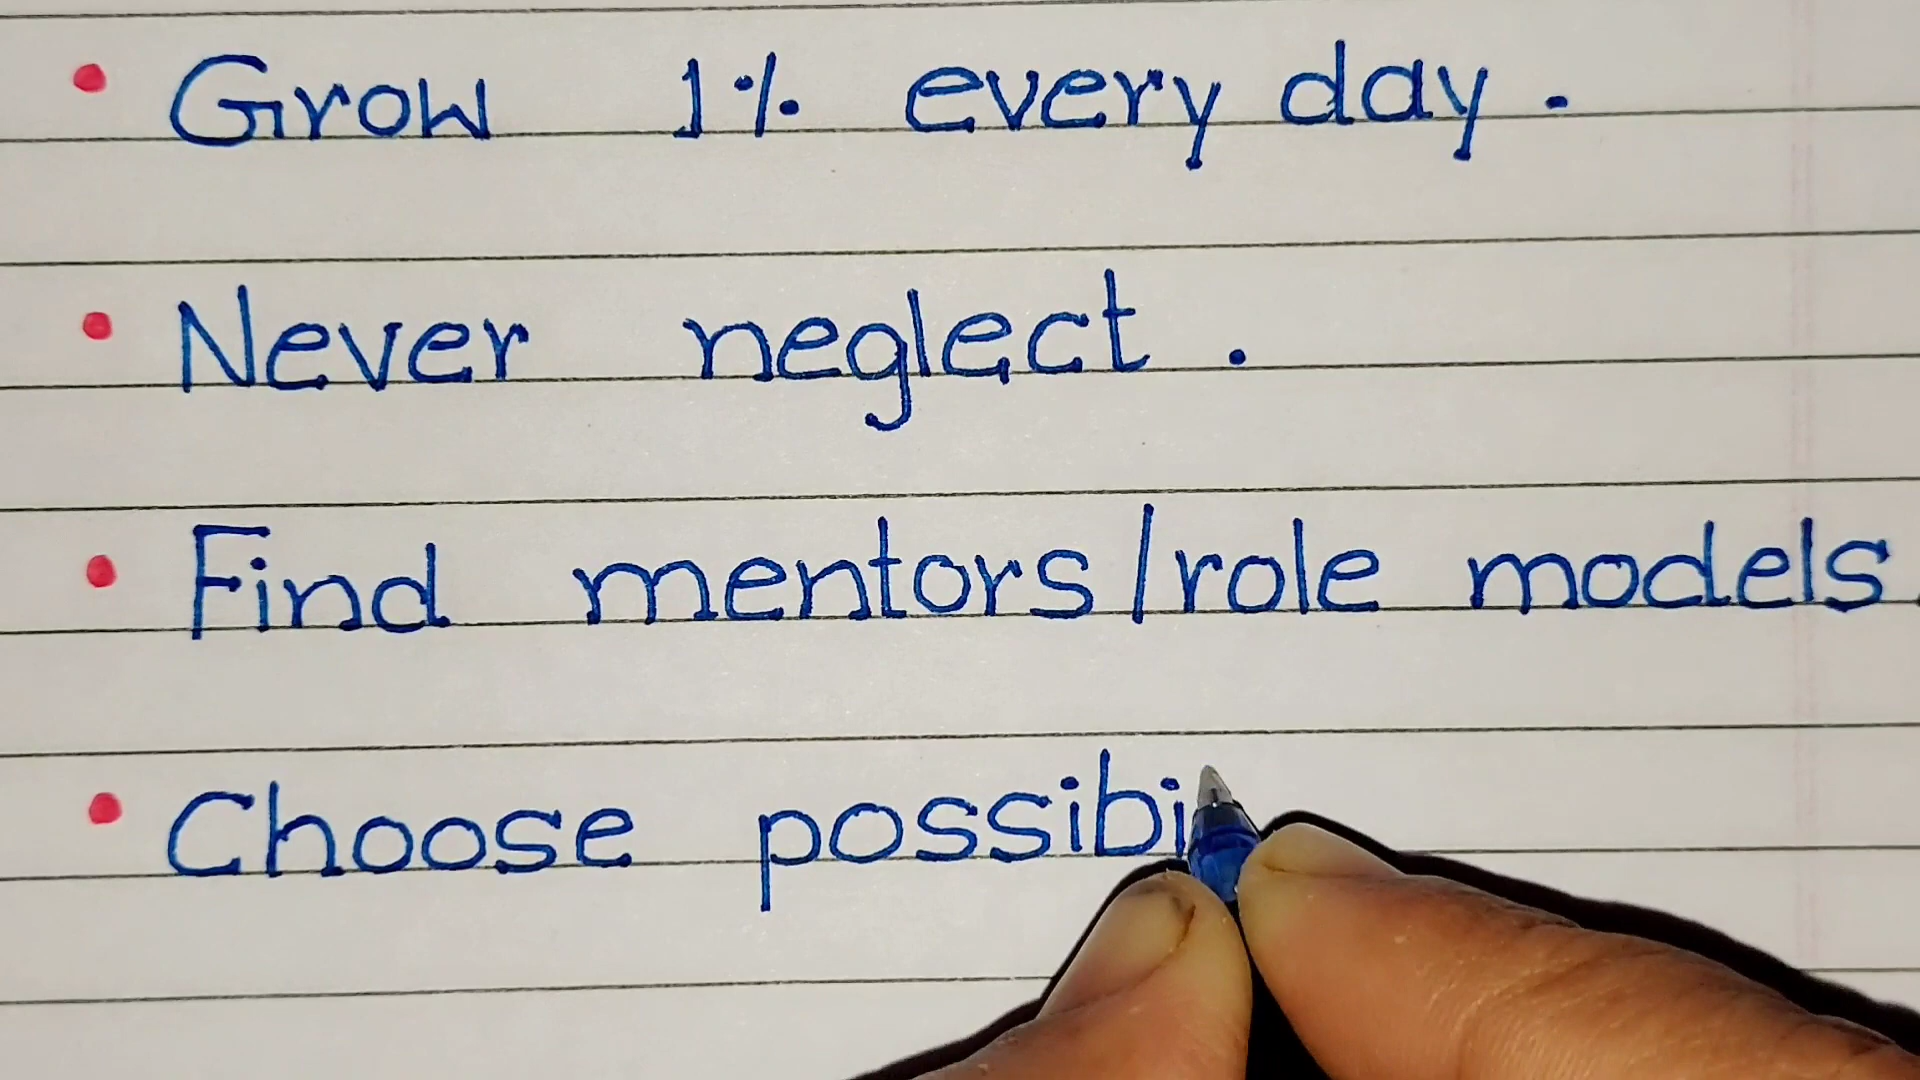 • Grow 1% every day.
• Never neglect.
• Find mentors/role models.
• Choose possibi